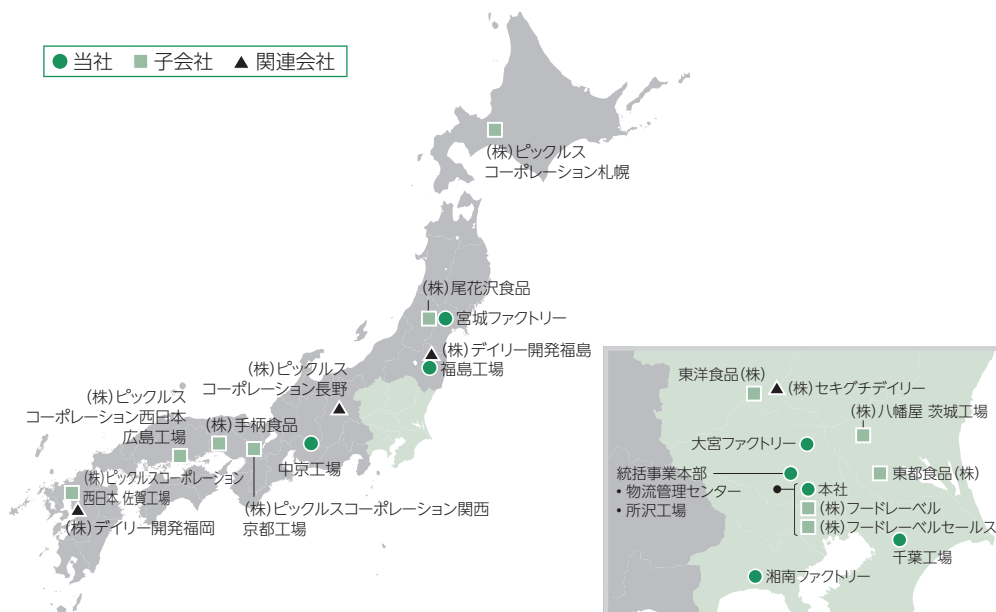 当社 子会社 関連会社
(株)ピックルス
コーポレーション札幌
(株)尾花沢食品
宮城ファクトリー
(株)デイリー開発福島
福島工場
(株)ピックルス
コーポレーション長野
(株)ピックルス
コーポレーション西日本
広島工場
(株)手柄食品
中京工場
(株)ピックルスコーポレーション
西日本 佐賀工場
(株)デイリー開発福岡
(株)ピックルスコーポレーション関西
京都工場
東洋食品(株)
(株)セキグチデイリー
(株)八幡屋 茨城工場
大宮ファクトリー
統括事業本部
• 物流管理センター
• 所沢工場
東都食品(株)
本社
(株)フードレーベル
(株)フードレーベルセールス
千葉工場
湘南ファクトリー